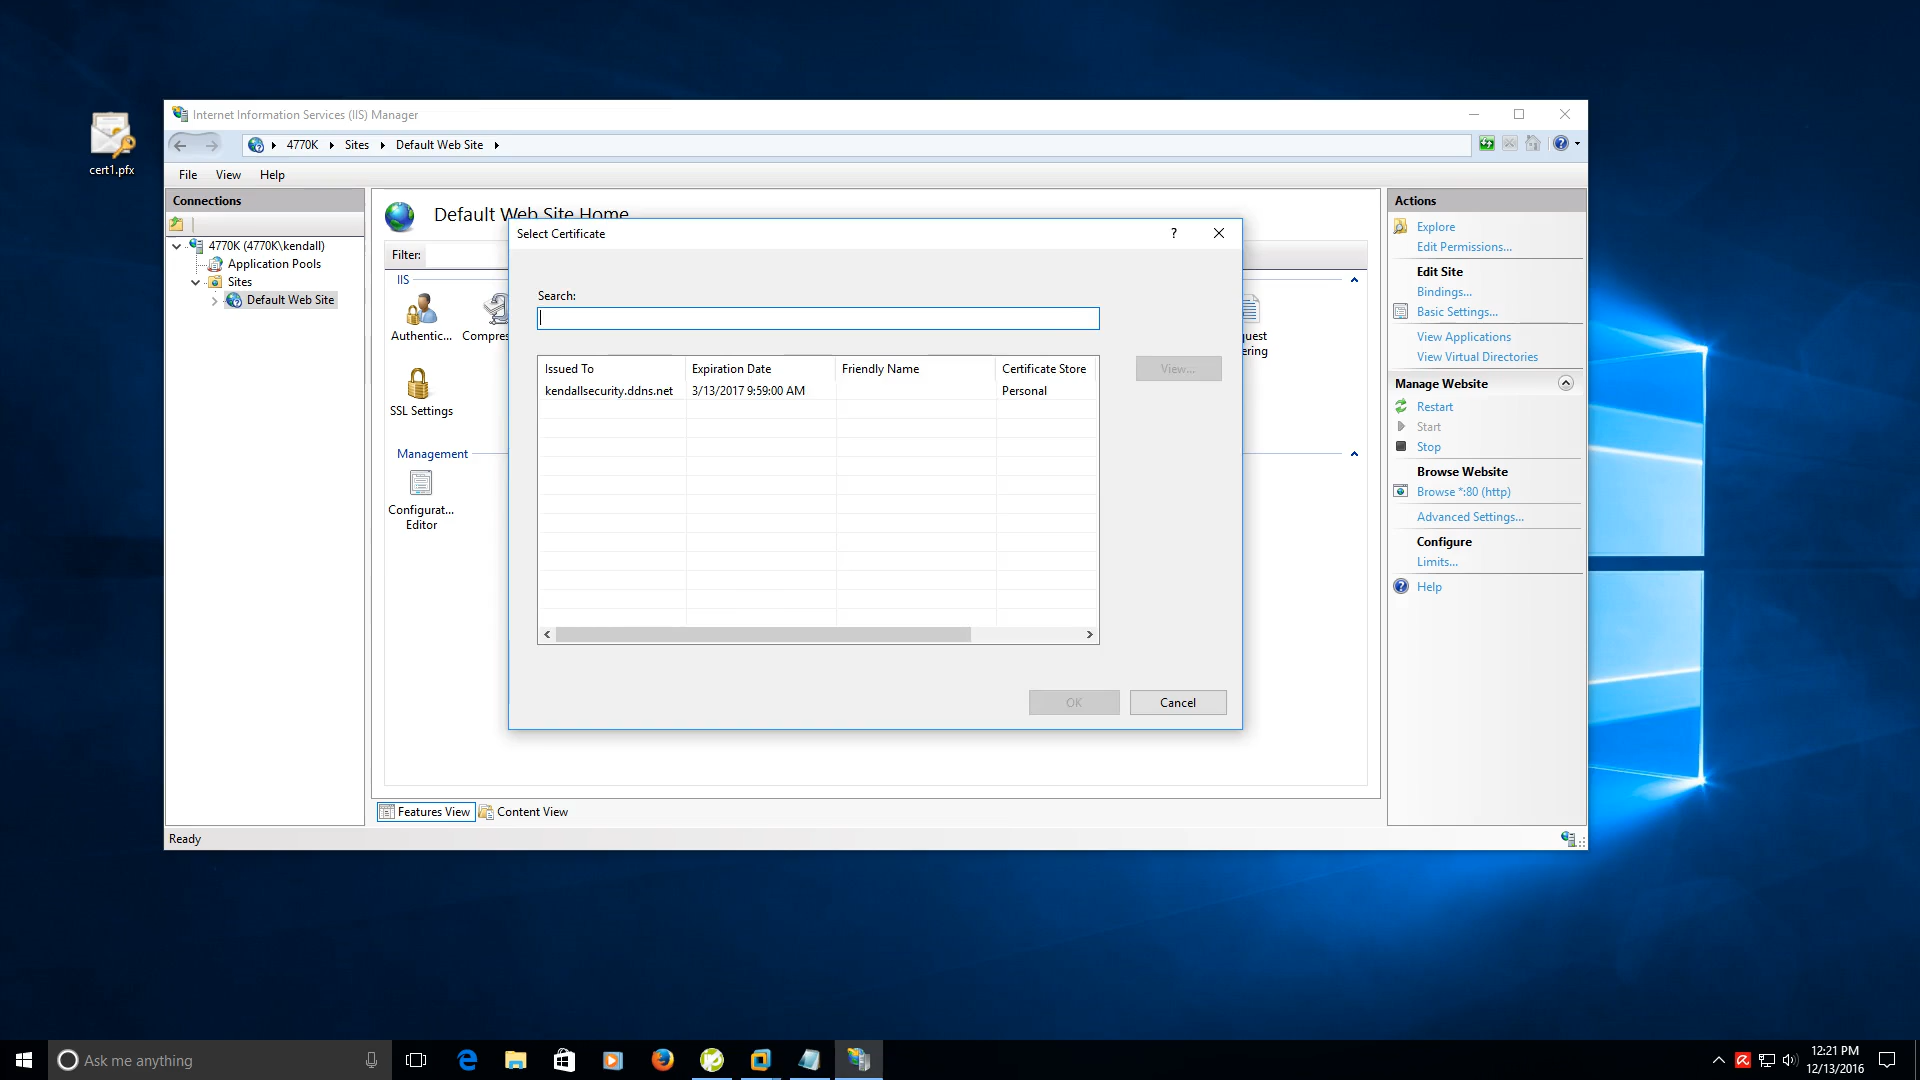 cert1.pfx
Internet Information Services (IIS) Manager
4770K
Sites
Default Web Site
File
View
Help
Connections
4770K (4770K\kendall)
Application Pools
Sites
Default Web Site
Default Web Site Home
Filter:
IIS
Authentic...
Compres
SSL Settings
Management
Configurat...
Editor
uest
ering
Select Certificate
?
Search:
Issued To
Expiration Date
Friendly Name
Certificate Store
kendallsecurity.ddns.net
3/13/2017 9:59:00 AM
Personal
View...
OK
Cancel
Features View
Content View
Ready
Actions
Explore
Edit Permissions...
Edit Site
Bindings...
Basic Settings...
View Applications
View Virtual Directories
Manage Website
Restart
Start
Stop
Browse Website
Browse *:80 (http)
Advanced Settings...
Configure
Limits...
Help
Ask me anything
12:21 PM
12/13/2016